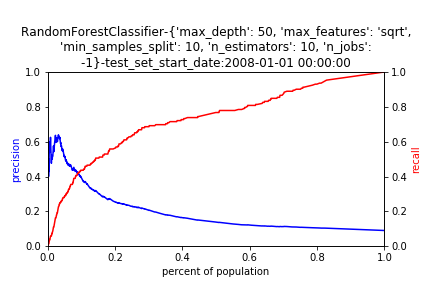 RandomForestClassifier-{'max_depth': 50, 'max_features': 'sqrt',
'min_samples_split': 10, 'n_estimators': 10, 'n_jobs':
-1}-test_set_start_date:2008-01-01 00:00:00
1.0
0.8
0.6
0.4
0.2
0.0
precision
1.0
0.8
0.6
0.4
0.2
0.0
recall
0.0 0.2 0.4 0.6 0.8 1.0
percent of population